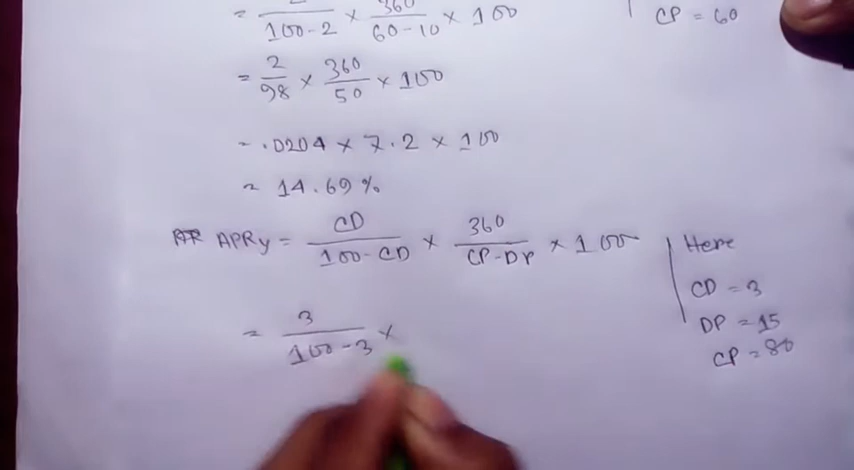 = 2/(100-2) × 360/(60-10) × 100
CP = 60
= 2/98 × 360/50 × 100
= .0204 × 7.2 × 100
= 14.69%
APRy = CD/(100-CD) × 360/(CP-DP) × 100
Here
CD = 3
DP = 15
CP = 80
= 3/(100-3) ×